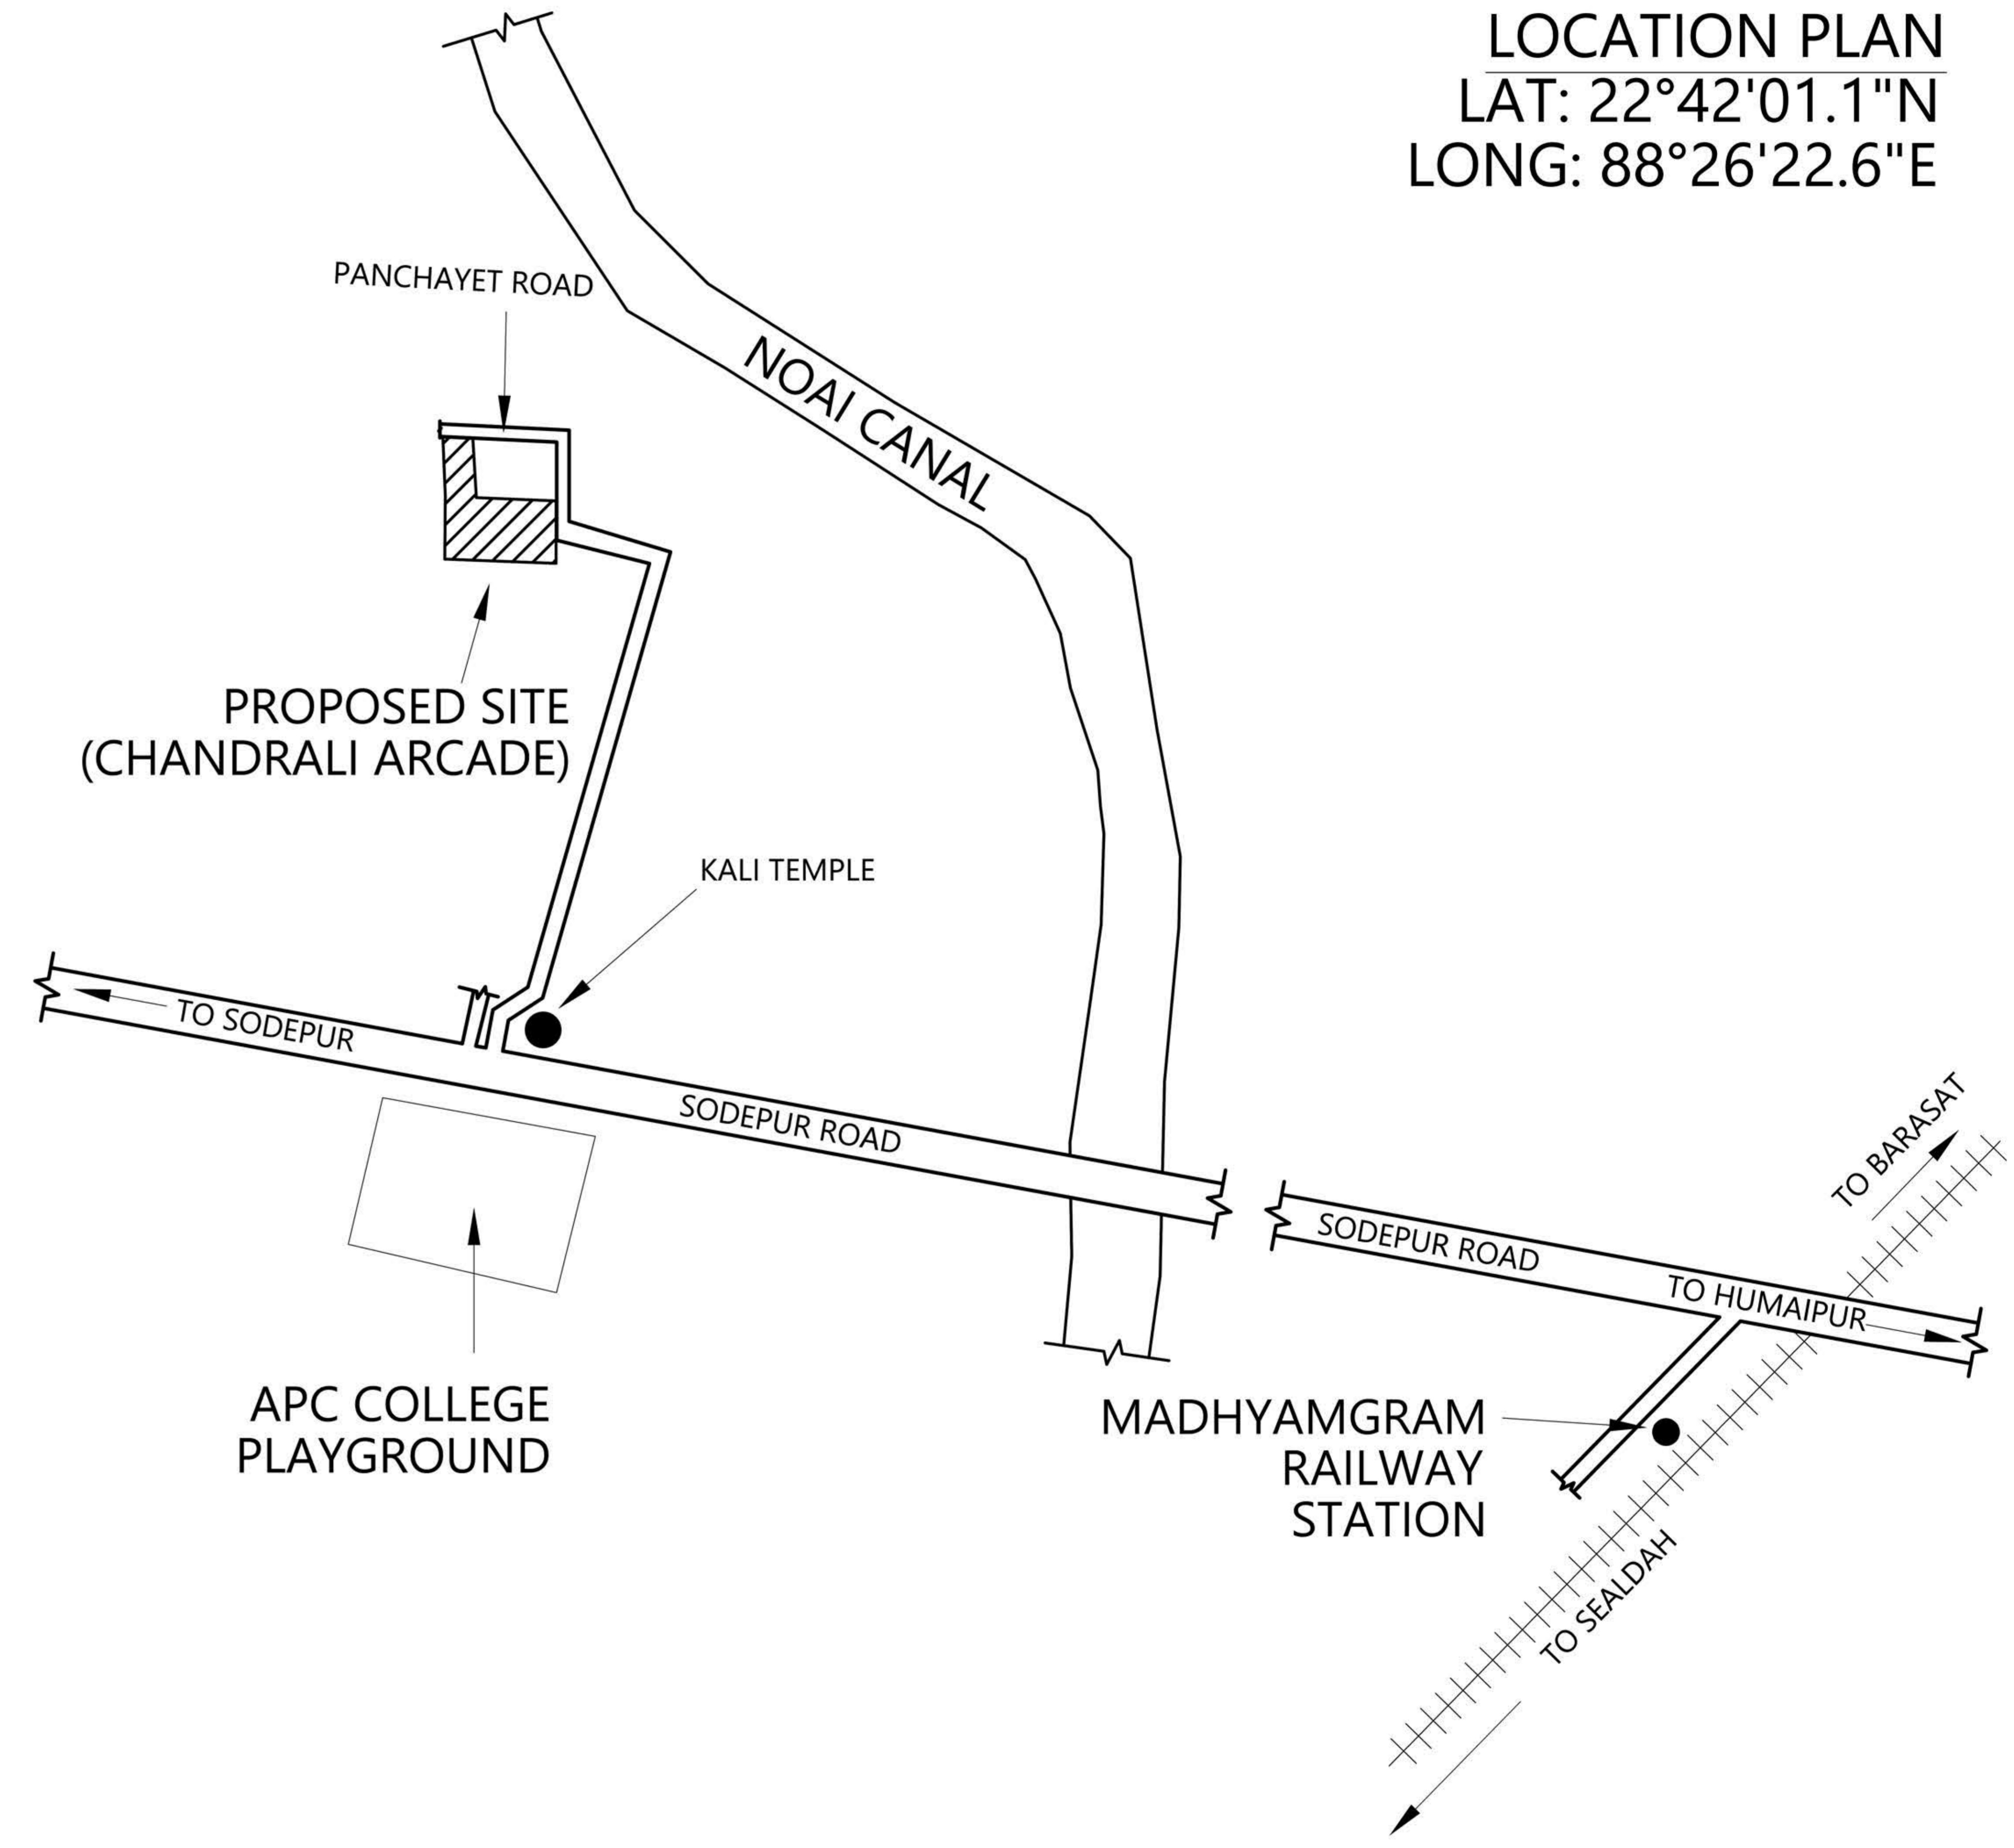 LOCATION PLAN
LAT: 22°42'01.1"N
LONG: 88°26'22.6"E
PANCHAYET ROAD
NOAI CANAL
PROPOSED SITE
(CHANDRALI ARCADE)
KALI TEMPLE
TO SODEPUR
SODEPUR ROAD
TO BARASAT
SODEPUR ROAD
TO HUMAIPUR
APC COLLEGE
PLAYGROUND
MADHYAMGRAM
RAILWAY
STATION
TO SEALDAH